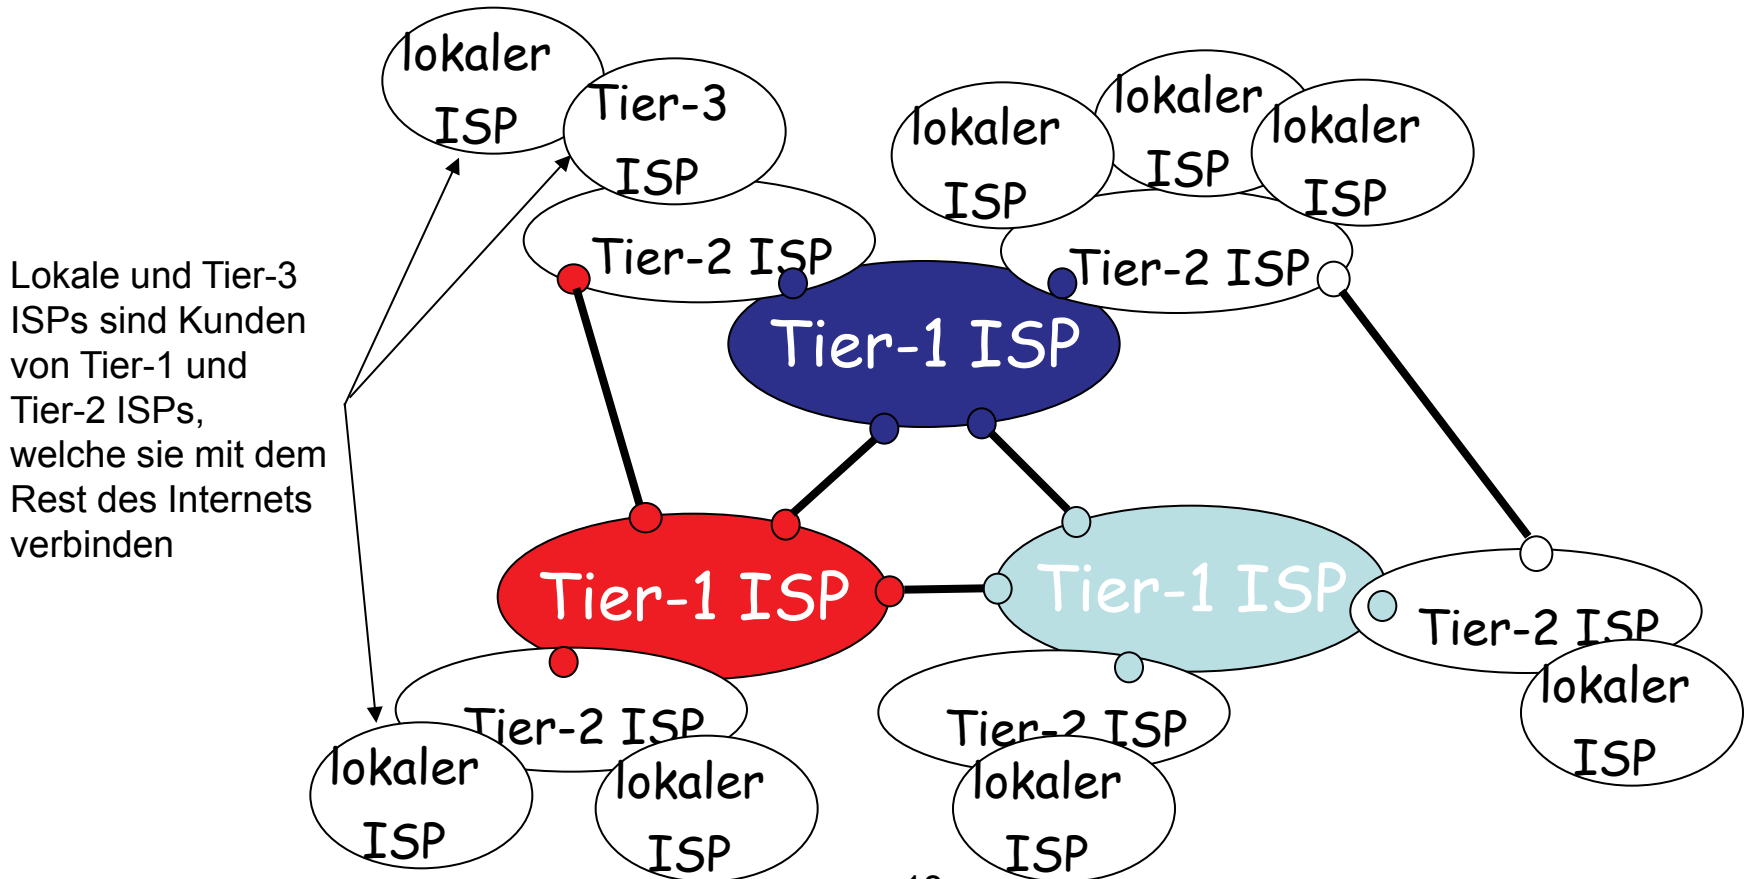 lokaler
ISP
Tier-3
ISP
lokaler
ISP
lokaler
ISP
lokaler
ISP
Tier-2 ISP
Tier-2 ISP
Lokale und Tier-3
ISPs sind Kunden
von Tier-1 und
Tier-2 ISPs,
welche sie mit dem
Rest des Internets
verbinden
Tier-1 ISP
Tier-1 ISP
Tier-1 ISP
Tier-2 ISP
lokaler
ISP
Tier-2 ISP
lokaler
ISP
lokaler
ISP
Tier-2 ISP
lokaler
ISP